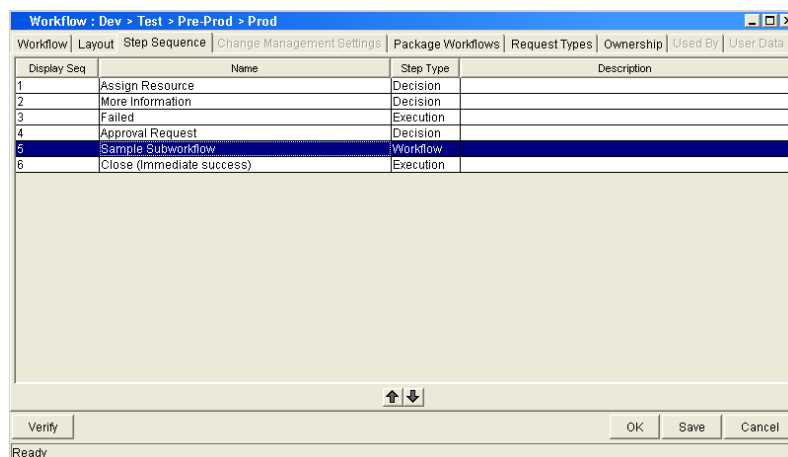 Workflow : Dev > Test > Pre-Prod > Prod
Workflow Layout Step Sequence Change Management Settings Package Workflows Request Types Ownership Used By User Data
Display Seq Name Step Type Description
1 Assign Resource Decision
2 More Information Decision
3 Failed Execution
4 Approval Request Decision
5 Sample Subworkflow Workflow
6 Close (Immediate success) Execution
Verify OK Save Cancel
Ready